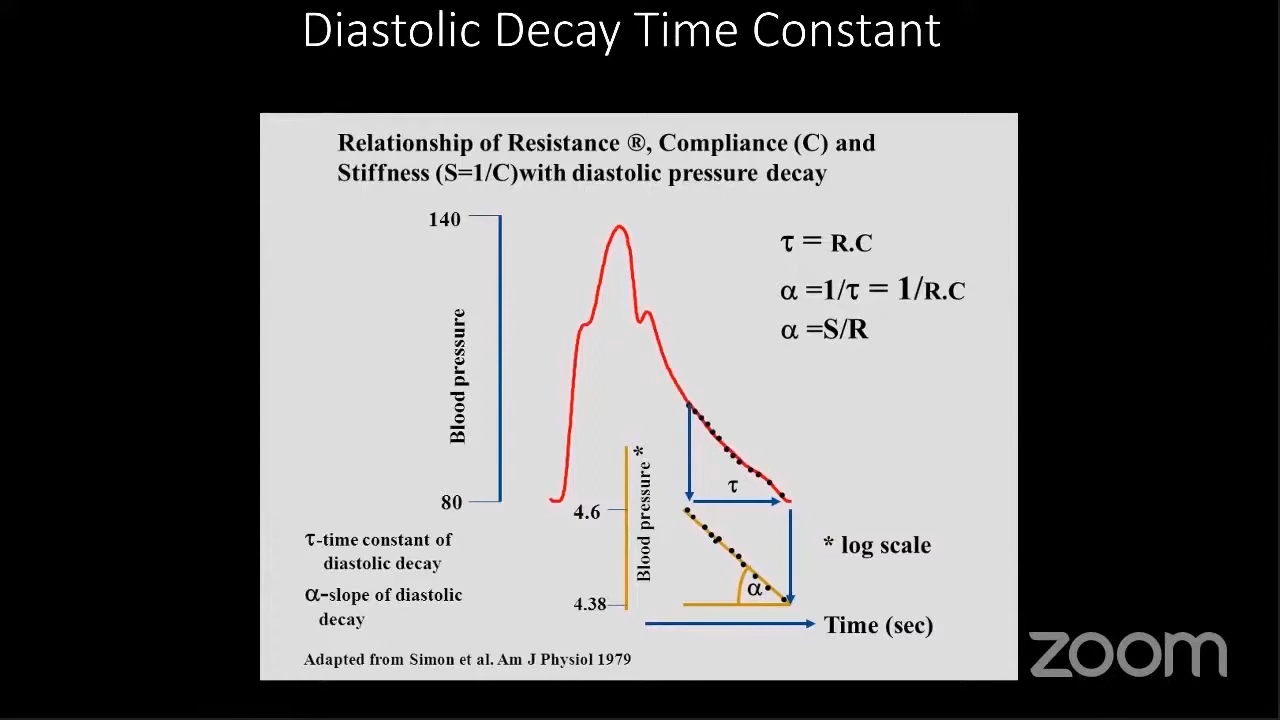 Diastolic Decay Time Constant
Relationship of Resistance ®, Compliance (C) and
Stiffness (S=1/C)with diastolic pressure decay
140
τ = R.C
α =1/τ = 1/R.C
α =S/R
Blood pressure
80
τ
4.6
Blood pressure *
τ-time constant of
diastolic decay
* log scale
α-slope of diastolic
decay
α
4.38
Time (sec)
Adapted from Simon et al. Am J Physiol 1979
zoom